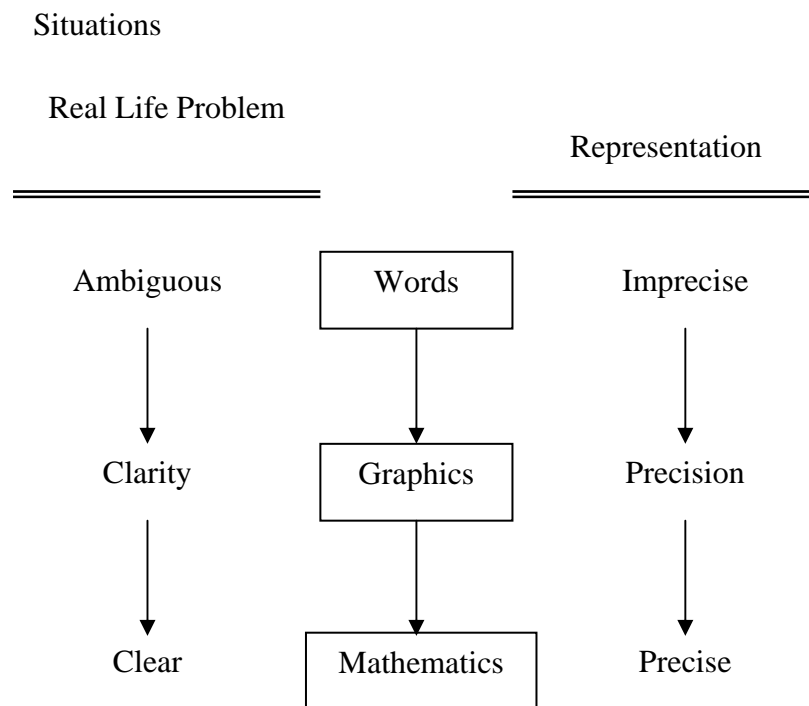 Situations
Real Life Problem
Representation
Ambiguous Words Imprecise
Clarity Graphics Precision
Clear Mathematics Precise